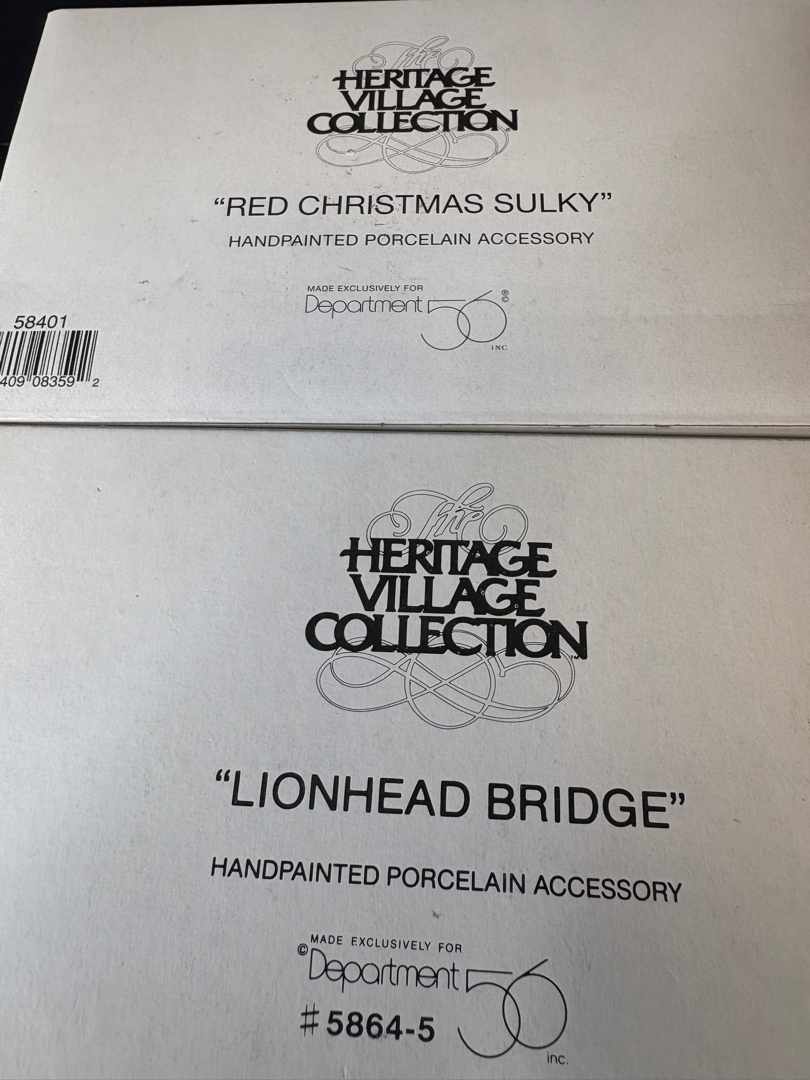 The
HERITAGE
VILLAGE
COLLECTION
"RED CHRISTMAS SULKY"
HANDPAINTED PORCELAIN ACCESSORY
MADE EXCLUSIVELY FOR
Department 56 ®
©
INC.
58401
409 08359 2
The
HERITAGE
VILLAGE
COLLECTION™
"LIONHEAD BRIDGE"
HANDPAINTED PORCELAIN ACCESSORY
MADE EXCLUSIVELY FOR
©Department 56
#5864-5
inc.